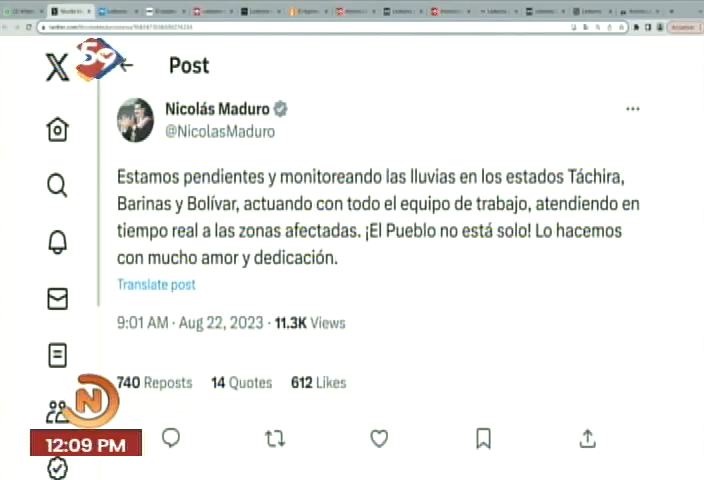 Post
Nicolás Maduro
@NicolasMaduro
Estamos pendientes y monitoreando las lluvias en los estados Táchira,
Barinas y Bolívar, actuando con todo el equipo de trabajo, atendiendo en
tiempo real a las zonas afectadas. ¡El Pueblo no está solo! Lo hacemos
con mucho amor y dedicación.
Translate post
9:01 AM · Aug 22, 2023 · 11.3K Views
740 Reposts 14 Quotes 612 Likes
N
12:09 PM